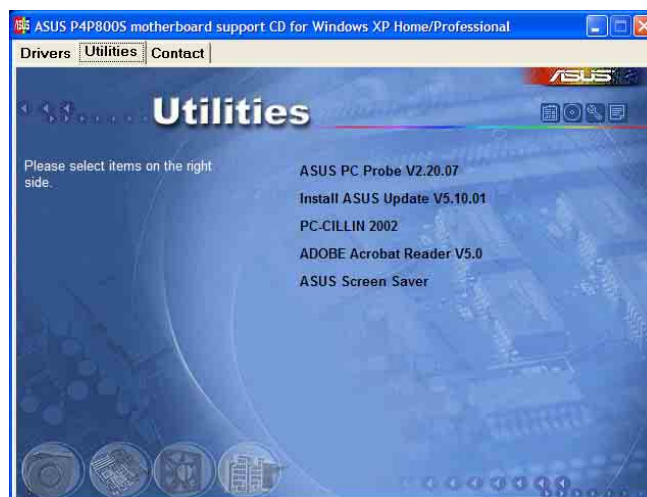 ASUS P4P800S motherboard support CD for Windows XP Home/Professional
Drivers Utilities Contact
ASUS
Utilities
Please select items on the right
side.
ASUS PC Probe V2.20.07
Install ASUS Update V5.10.01
PC-CILLIN 2002
ADOBE Acrobat Reader V5.0
ASUS Screen Saver